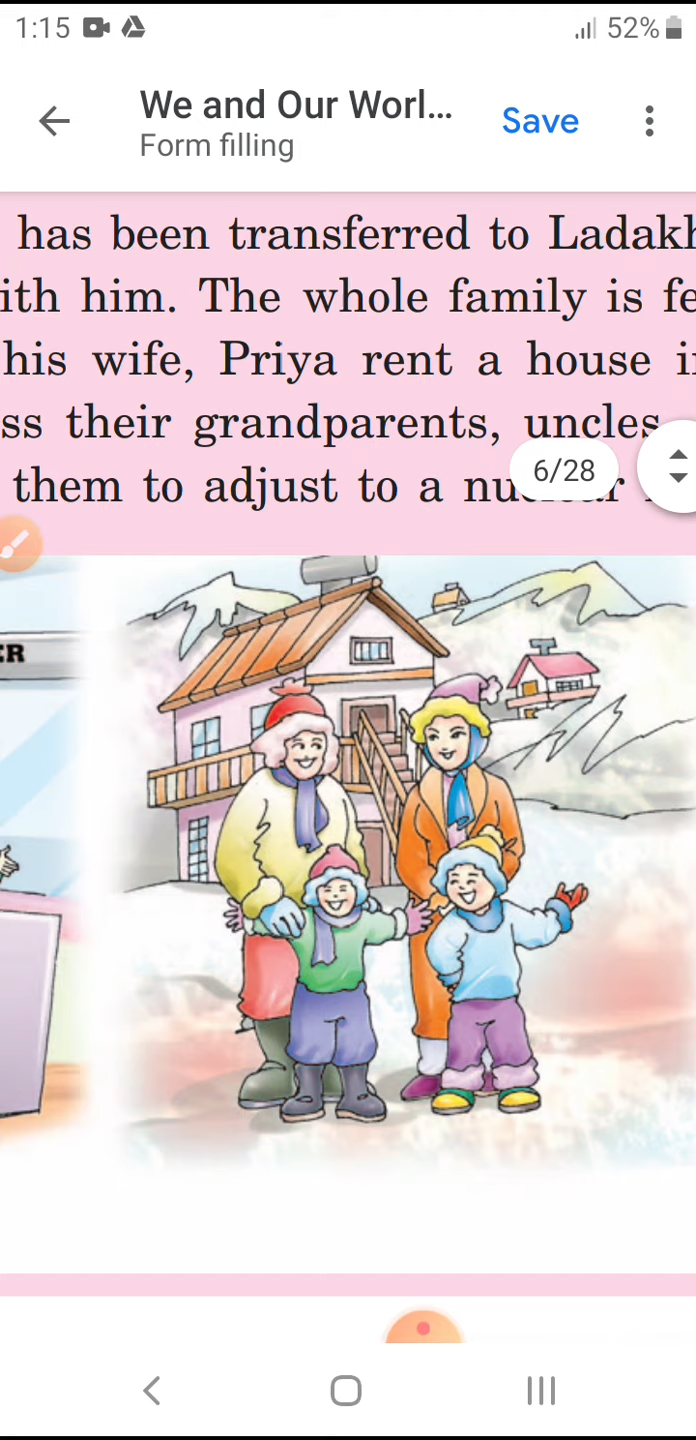 1:15 52%
We and Our Worl...
Save
Form filling
has been transferred to Ladakh
ith him. The whole family is fe
his wife, Priya rent a house i
ss their grandparents, uncles
them to adjust to a
6/28
ER